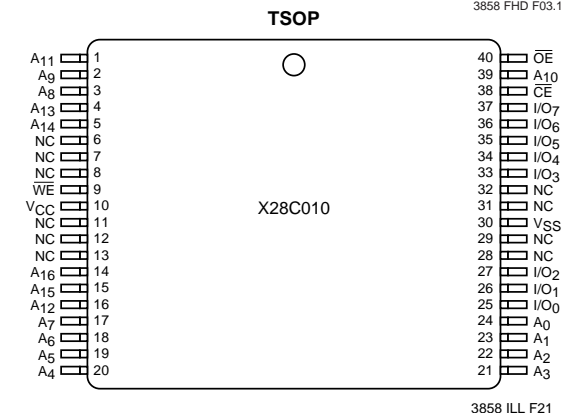 3858 FHD F03.1
TSOP
A11 1 40 O̅E̅
A9 2 39 A10
A8 3 38 C̅E̅
A13 4 37 I/O7
A14 5 36 I/O6
NC 6 35 I/O5
NC 7 34 I/O4
NC 8 33 I/O3
W̅E̅ 9 32 NC
VCC 10 31 NC
NC 11 30 VSS
NC 12 29 NC
NC 13 28 NC
A16 14 27 I/O2
A15 15 26 I/O1
A12 16 25 I/O0
A7 17 24 A0
A6 18 23 A1
A5 19 22 A2
A4 20 21 A3
X28C010
3858 ILL F21